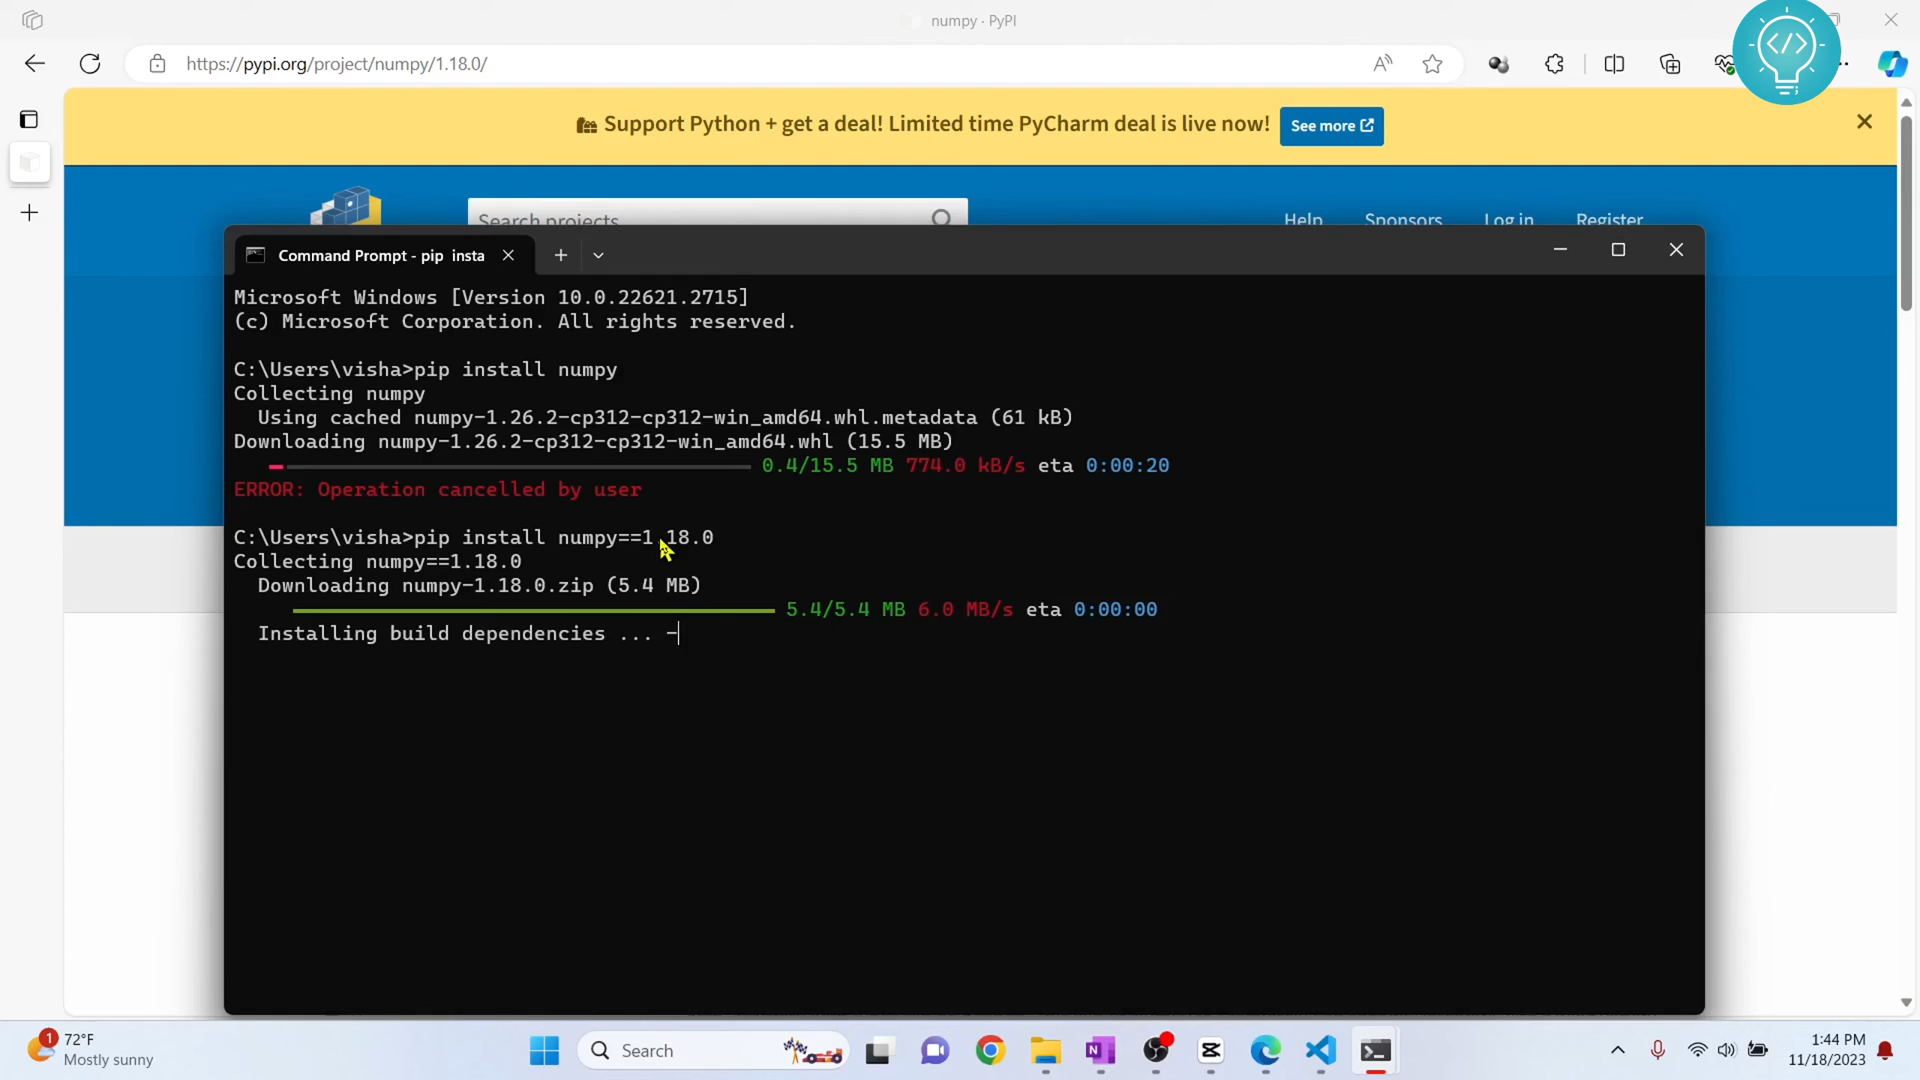 numpy · PyPI
https://pypi.org/project/numpy/1.18.0/
Support Python + get a deal! Limited time PyCharm deal is live now! See more
Search projects Help Sponsors Log in Register
Command Prompt - pip insta
Microsoft Windows [Version 10.0.22621.2715]
(c) Microsoft Corporation. All rights reserved.
C:\Users\visha>pip install numpy
Collecting numpy
Using cached numpy-1.26.2-cp312-cp312-win_amd64.whl.metadata (61 kB)
Downloading numpy-1.26.2-cp312-cp312-win_amd64.whl (15.5 MB)
0.4/15.5 MB 774.0 kB/s eta 0:00:20
ERROR: Operation cancelled by user
C:\Users\visha>pip install numpy==1.18.0
Collecting numpy==1.18.0
Downloading numpy-1.18.0.zip (5.4 MB)
5.4/5.4 MB 6.0 MB/s eta 0:00:00
Installing build dependencies ... -
1
72°F
Mostly sunny
Search
1:44 PM
11/18/2023